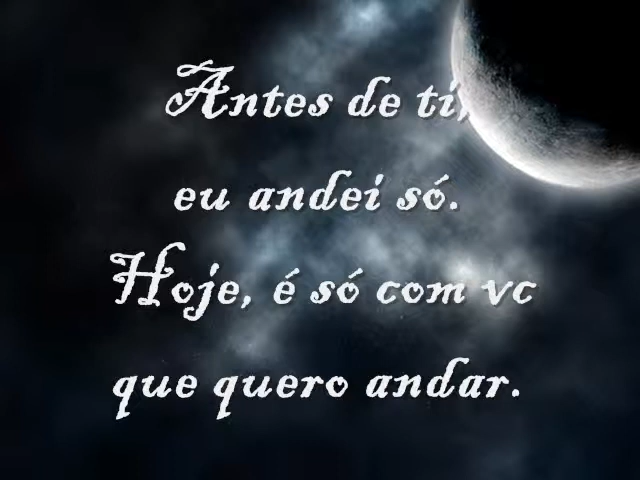 Antes de ti,
eu andei só.
Hoje, é só com vc
que quero andar.